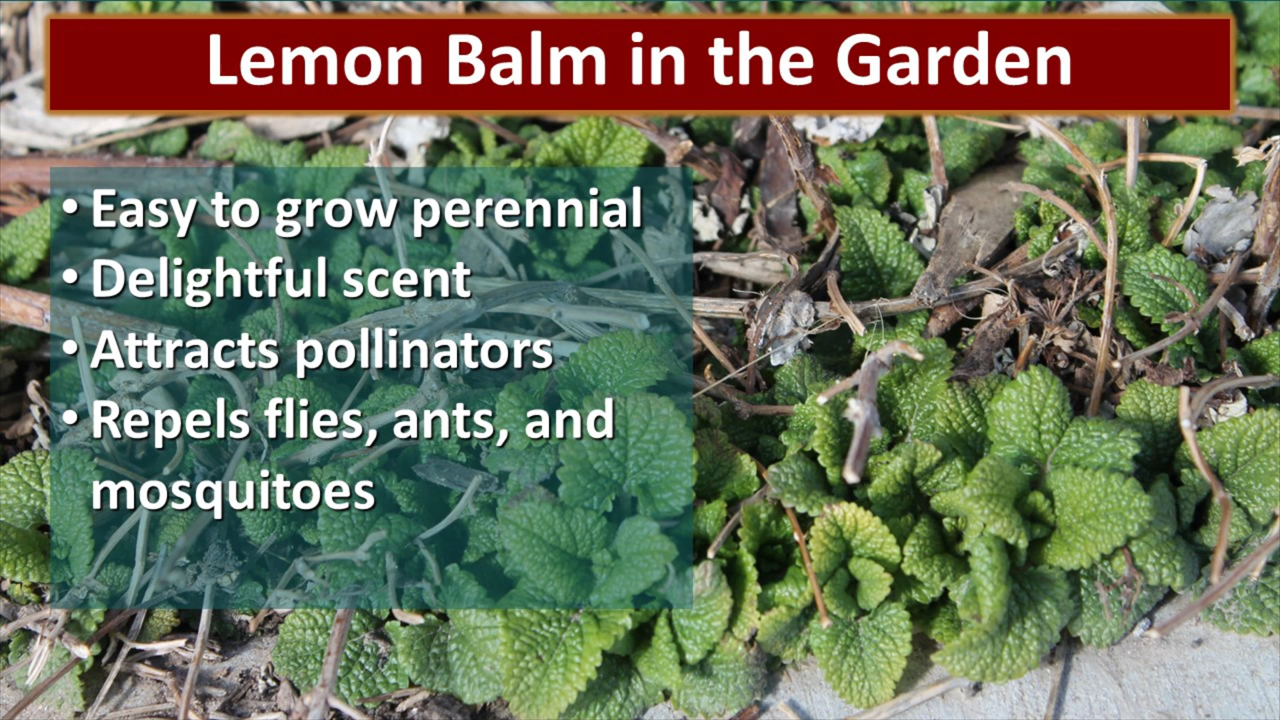 Lemon Balm in the Garden
• Easy to grow perennial
• Delightful scent
• Attracts pollinators
• Repels flies, ants, and
mosquitoes